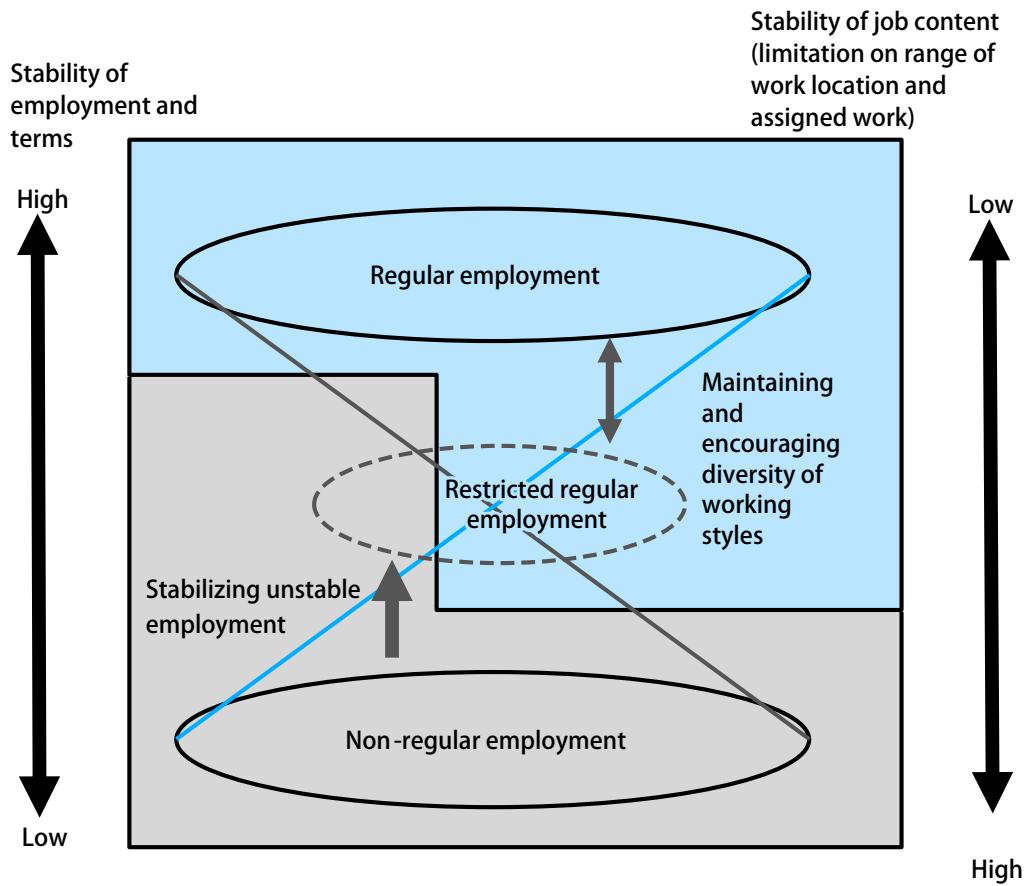 Stability of job content
(limitation on range of
work location and
assigned work)
Stability of
employment and
terms
High
Low
Regular employment
Maintaining
and
encouraging
diversity of
working
styles
Restricted regular
employment
Stabilizing unstable
employment
Non-regular employment
Low
High